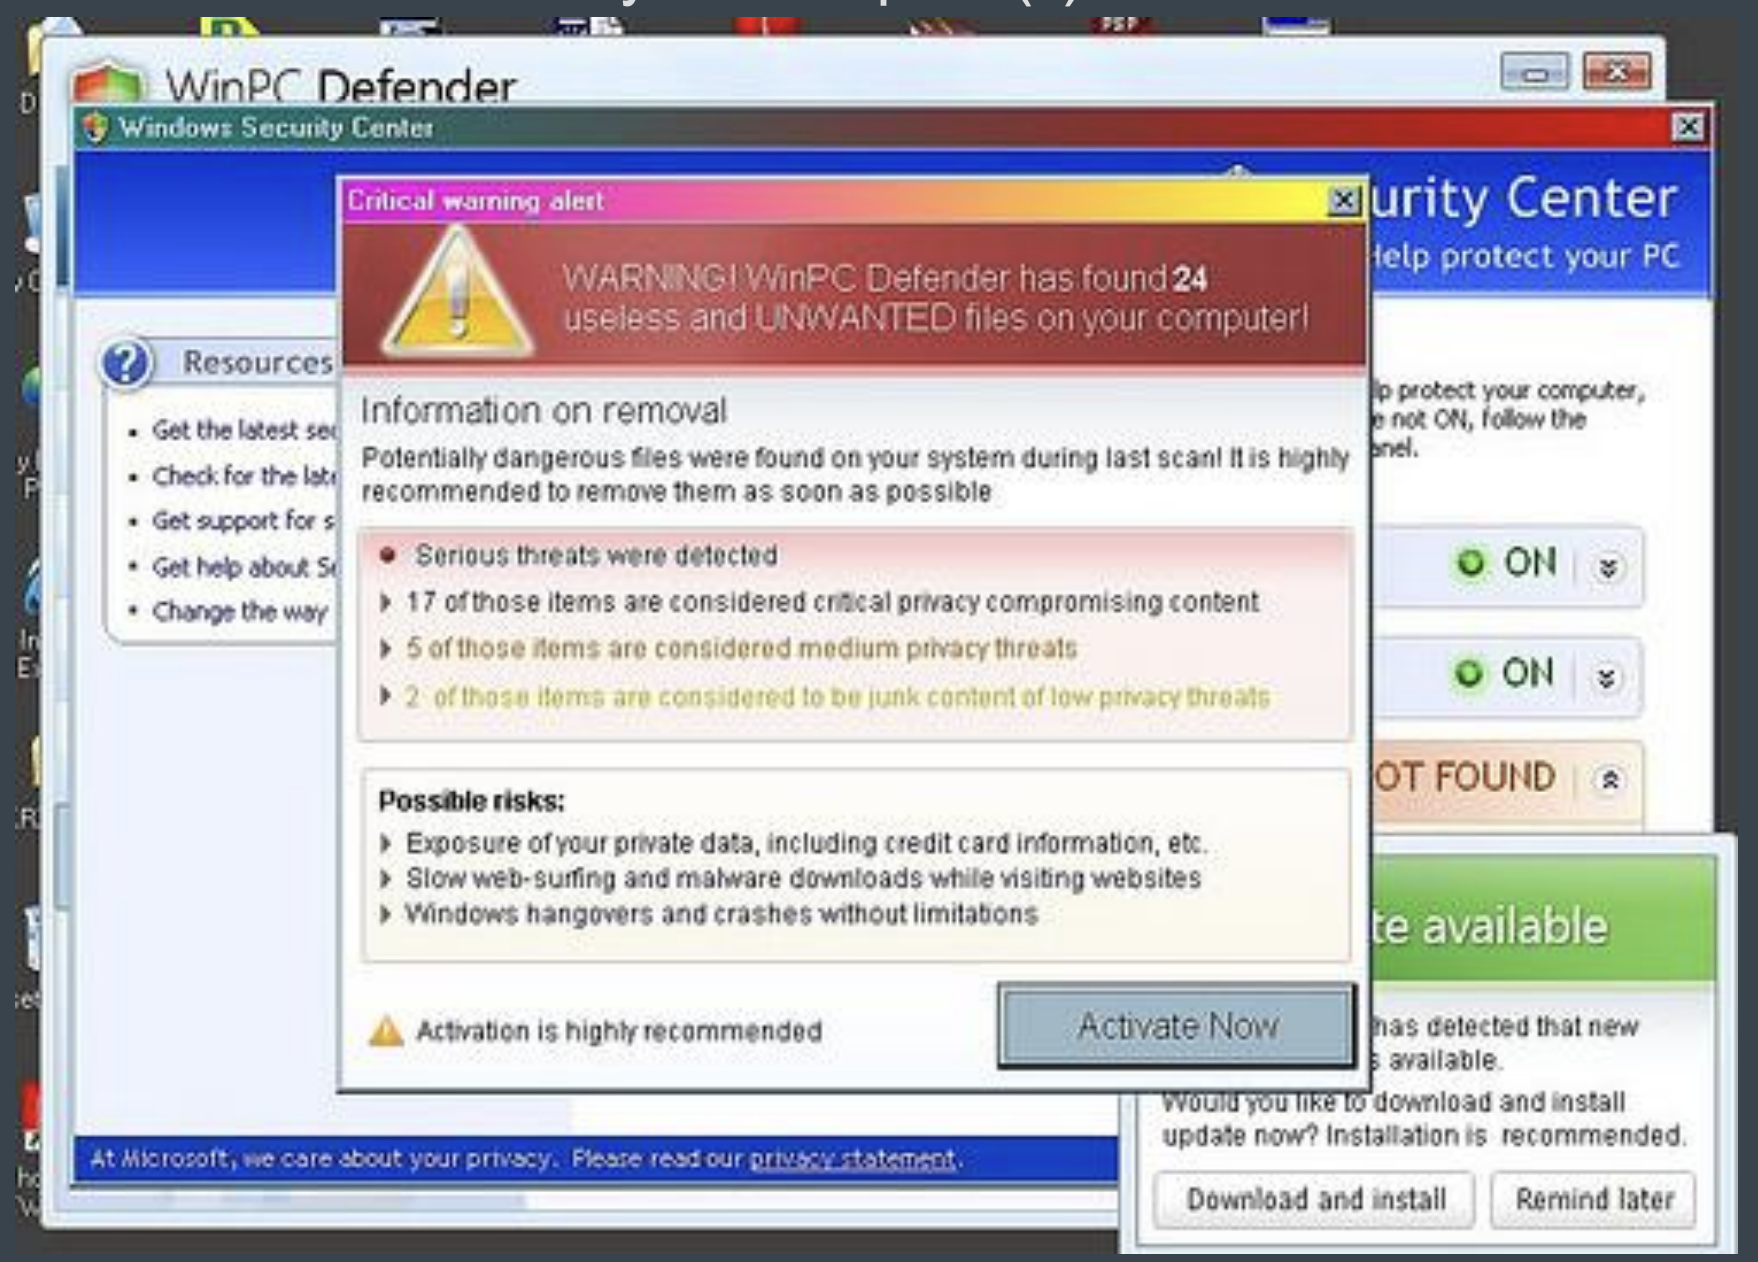 WinPC Defender
Windows Security Center
Critical warning alert
urity Center
Help protect your PC
WARNING! WinPC Defender has found 24
useless and UNWANTED files on your computer!
Resources
Get the latest sec
Check for the late
Get support for s
Get help about Se
Change the way
Information on removal
Potentially dangerous files were found on your system during last scan! It is highly
recommended to remove them as soon as possible
Serious threats were detected
17 of those items are considered critical privacy compromising content
5 of those items are considered medium privacy threats
2 of those items are considered to be junk content of low privacy threats
Possible risks:
Exposure of your private data, including credit card information, etc.
Slow web-surfing and malware downloads while visiting websites
Windows hangovers and crashes without limitations
Activation is highly recommended
Activate Now
lp protect your computer,
e not ON, follow the
anel.
ON
ON
OT FOUND
te available
has detected that new
s available.
Would you like to download and install
update now? Installation is recommended.
Download and install
Remind later
At Microsoft, we care about your privacy. Please read our privacy statement.